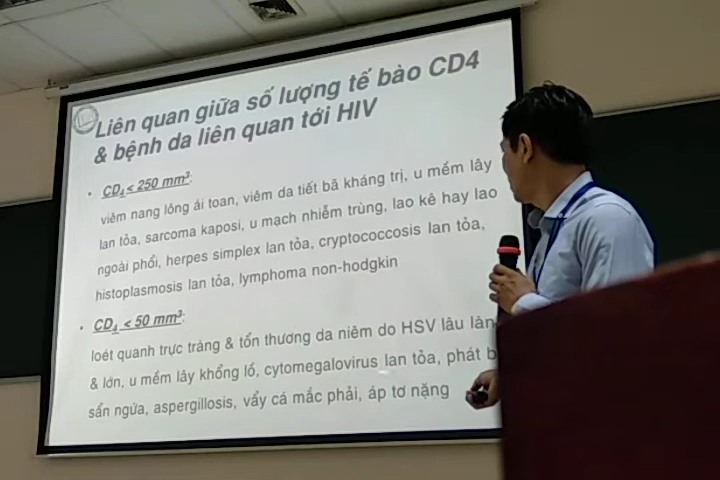 Liên quan giữa số lượng tế bào CD4
& bệnh da liên quan tới HIV
• CD4 < 250 mm³:
viêm nang lông ái toan, viêm da tiết bã kháng trị, u mềm lây
lan tỏa, sarcoma kaposi, u mạch nhiễm trùng, lao kê hay lao
ngoài phổi, herpes simplex lan tỏa, cryptococcosis lan tỏa,
histoplasmosis lan tỏa, lymphoma non-hodgkin
• CD4 < 50 mm³:
loét quanh trực tràng & tổn thương da niêm do HSV lâu làn
& lớn, u mềm lây khổng lồ, cytomegalovirus lan tỏa, phát b
sẩn ngứa, aspergillosis, vẩy cá mắc phải, áp tơ nặng